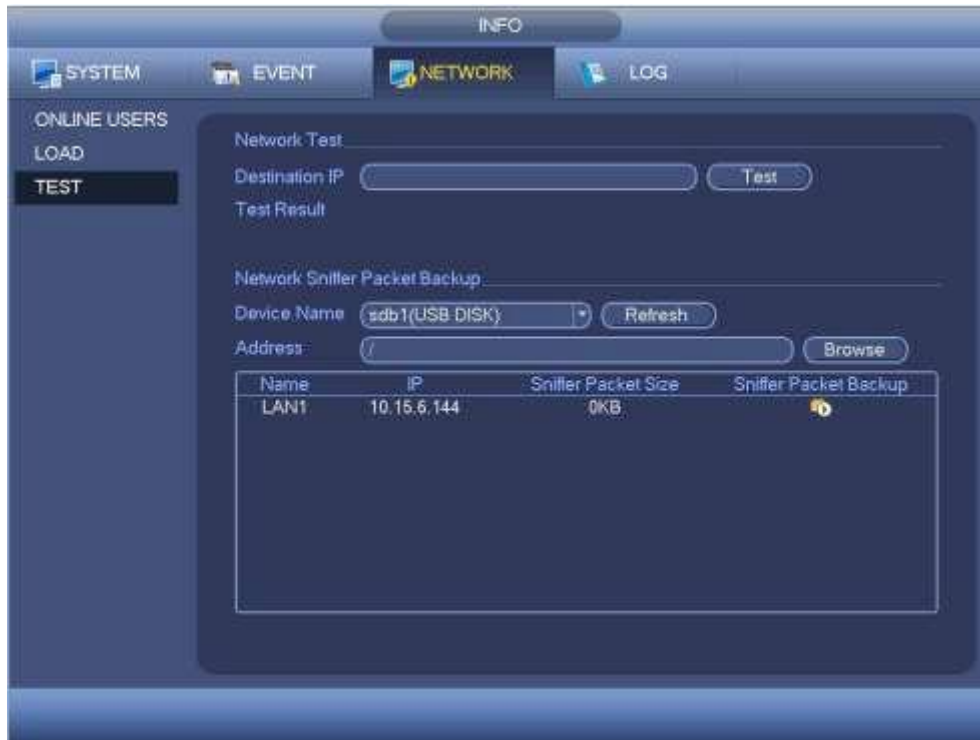 INFO
SYSTEM EVENT NETWORK LOG
ONLINE USERS
LOAD
TEST
Network Test
Destination IP Test
Test Result
Network Sniffer Packet Backup
Device Name sdb1(USB DISK) Refresh
Address / Browse
Name IP Sniffer Packet Size Sniffer Packet Backup
LAN1 10.15.6.144 0KB